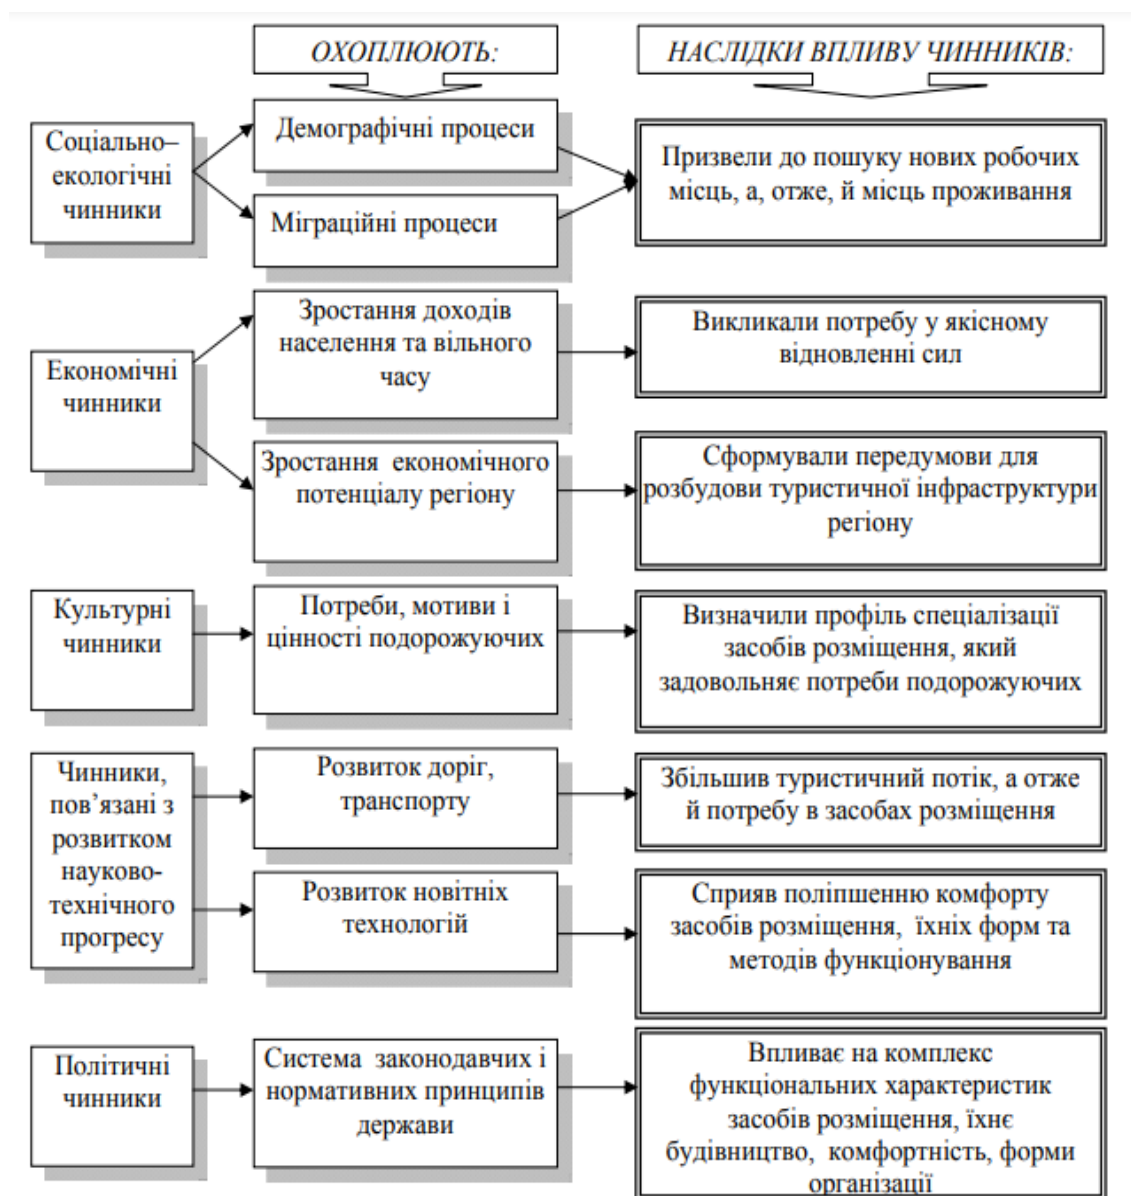 ОХОПЛЮЮТЬ:
НАСЛІДКИ ВПЛИВУ ЧИННИКІВ:
Соціально–
екологічні
чинники
Демографічні процеси
Міграційні процеси
Призвели до пошуку нових робочих
місць, а, отже, й місць проживання
Економічні
чинники
Зростання доходів
населення та вільного
часу
Викликали потребу у якісному
відновленні сил
Зростання економічного
потенціалу регіону
Сформували передумови для
розбудови туристичної інфраструктури
регіону
Культурні
чинники
Потреби, мотиви і
цінності подорожуючих
Визначили профіль спеціалізації
засобів розміщення, який
задовольняє потреби подорожуючих
Чинники,
пов’язані з
розвитком
науково-
технічного
прогресу
Розвиток доріг,
транспорту
Збільшив туристичний потік, а отже
й потребу в засобах розміщення
Розвиток новітніх
технологій
Сприяв поліпшенню комфорту
засобів розміщення, їхніх форм та
методів функціонування
Політичні
чинники
Система законодавчих і
нормативних принципів
держави
Впливає на комплекс
функціональних характеристик
засобів розміщення, їхнє
будівництво, комфортність, форми
організації